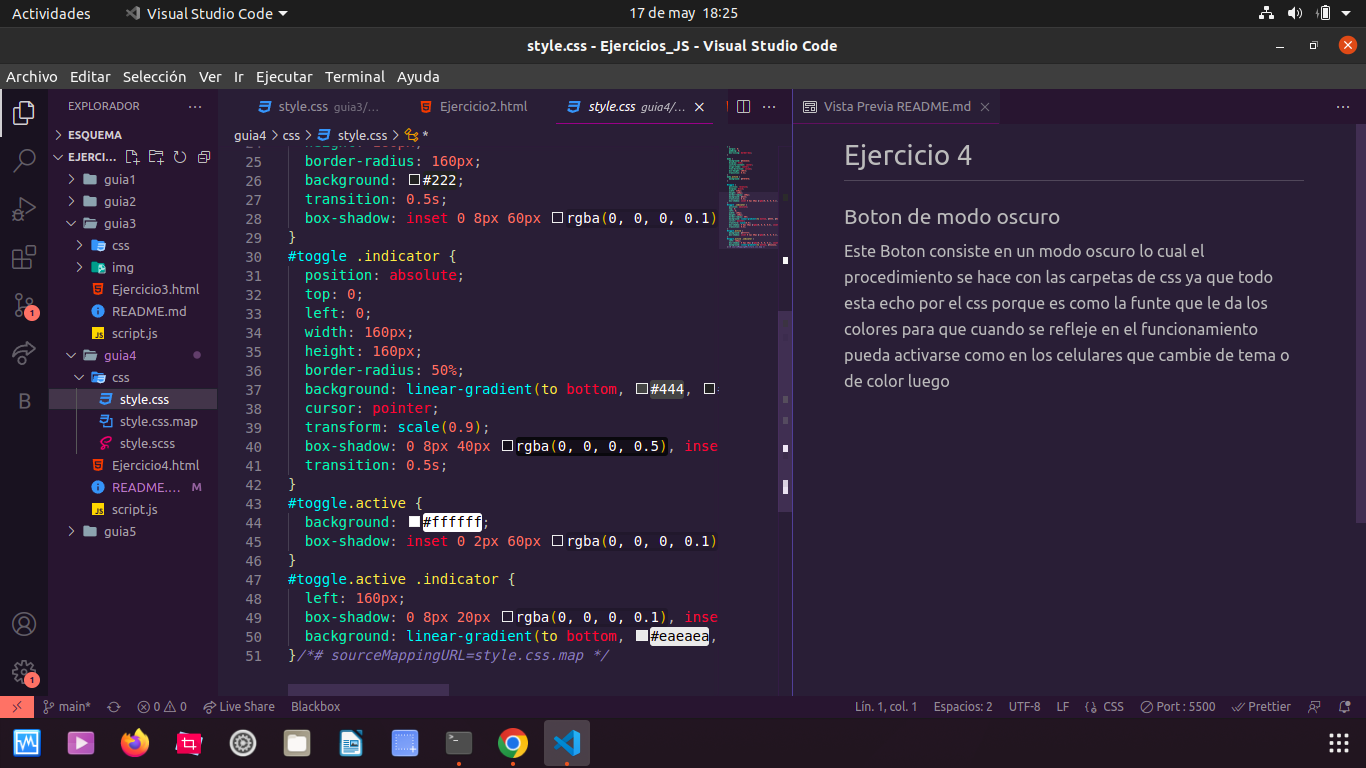 Actividades
Visual Studio Code
17 de may 18:25
style.css - Ejercicios_JS - Visual Studio Code
Archivo Editar Selección Ver Ir Ejecutar Terminal Ayuda
EXPLORADOR
ESQUEMA
EJERCI...
guia1
guia2
guia3
css
img
Ejercicio3.html
README.md
script.js
guia4
css
style.css
style.css.map
style.scss
Ejercicio4.html
README.... M
script.js
guia5
1
B
1
style.css guia3/...
Ejercicio2.html
style.css guia4/...
guia4 > css > style.css > *
25 border-radius: 160px;
26 background: #222;
27 transition: 0.5s;
28 box-shadow: inset 0 8px 60px rgba(0, 0, 0, 0.1)
29 }
30 #toggle .indicator {
31 position: absolute;
32 top: 0;
33 left: 0;
34 width: 160px;
35 height: 160px;
36 border-radius: 50%;
37 background: linear-gradient(to bottom, #444,
38 cursor: pointer;
39 transform: scale(0.9);
40 box-shadow: 0 8px 40px rgba(0, 0, 0, 0.5), inse
41 transition: 0.5s;
42 }
43 #toggle.active {
44 background: #ffffff;
45 box-shadow: inset 0 2px 60px rgba(0, 0, 0, 0.1)
46 }
47 #toggle.active .indicator {
48 left: 160px;
49 box-shadow: 0 8px 20px rgba(0, 0, 0, 0.1), inse
50 background: linear-gradient(to bottom, #eaeaea,
51 }/*# sourceMappingURL=style.css.map */
Vista Previa README.md
Ejercicio 4
Boton de modo oscuro
Este Boton consiste en un modo oscuro lo cual el
procedimiento se hace con las carpetas de css ya que todo
esta echo por el css porque es como la funte que le da los
colores para que cuando se refleje en el funcionamiento
pueda activarse como en los celulares que cambie de tema o
de color luego
main* 0 0 Live Share Blackbox
Lín. 1, col. 1 Espacios: 2 UTF-8 LF CSS Port : 5500 Prettier